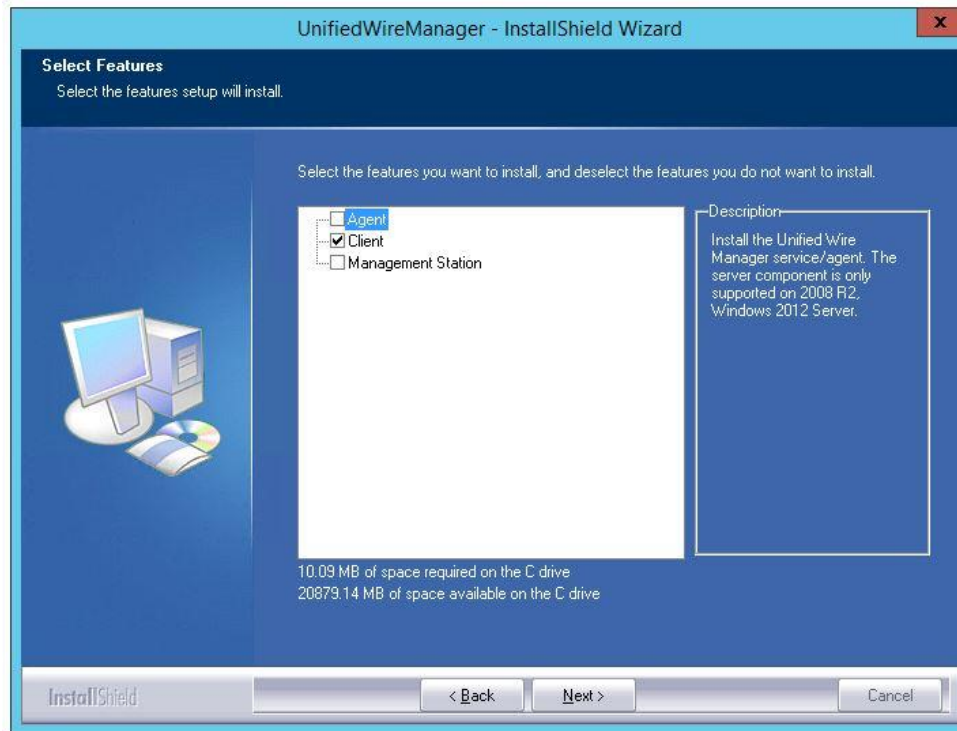 UnifiedWireManager - InstallShield Wizard
x
Select Features
Select the features setup will install.
Select the features you want to install, and deselect the features you do not want to install.
Agent
Client
Management Station
Description
Install the Unified Wire
Manager service/agent. The
server component is only
supported on 2008 R2,
Windows 2012 Server.
10.09 MB of space required on the C drive
20879.14 MB of space available on the C drive
InstallShield
< Back
Next >
Cancel